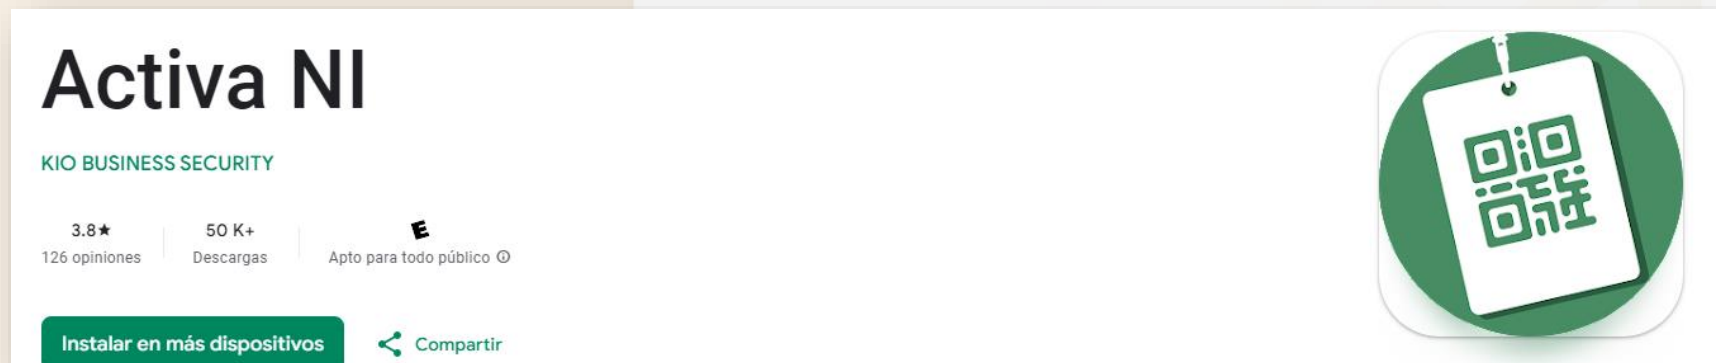 Activa NI
KIO BUSINESS SECURITY
3.8★ 50 K+ E
126 opiniones Descargas Apto para todo público
Instalar en más dispositivos Compartir